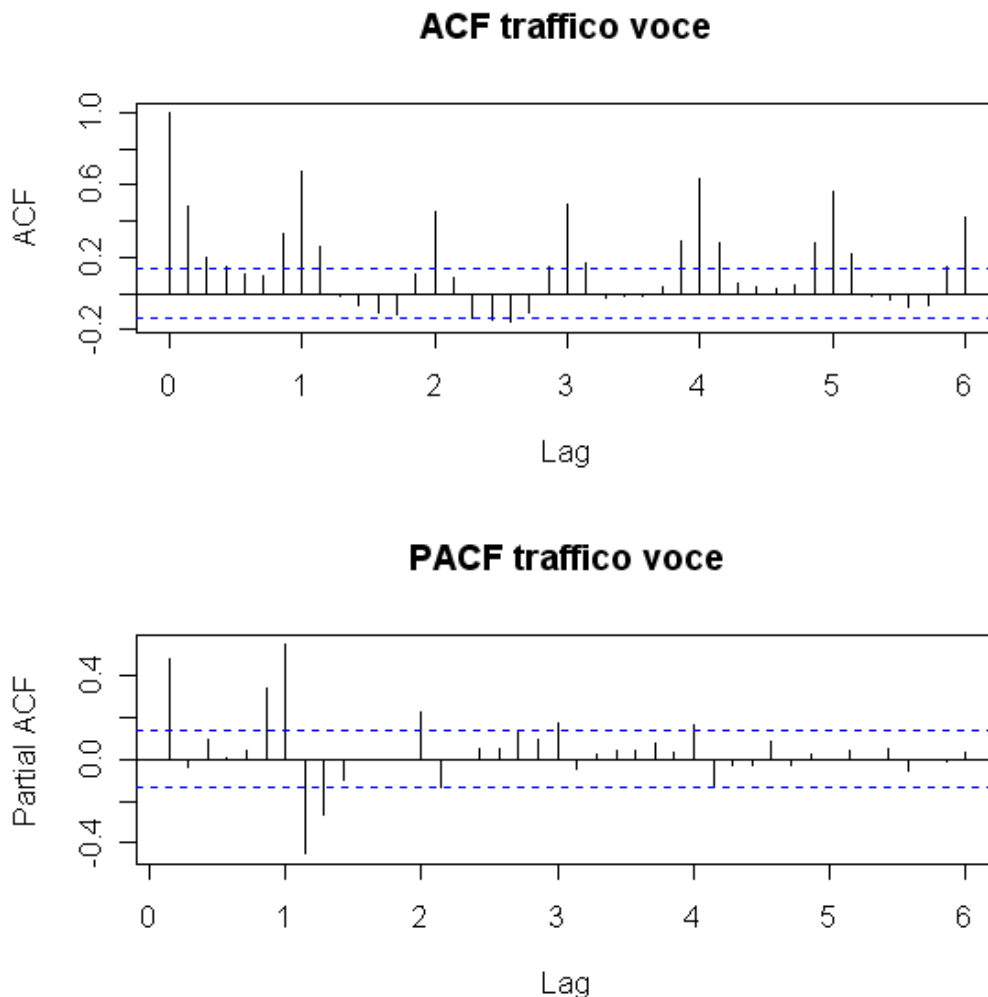 ACF traffico voce
ACF
1.0
0.6
0.2
-0.2
0 1 2 3 4 5 6
Lag
PACF traffico voce
Partial ACF
0.4
0.0
-0.4
0 1 2 3 4 5 6
Lag